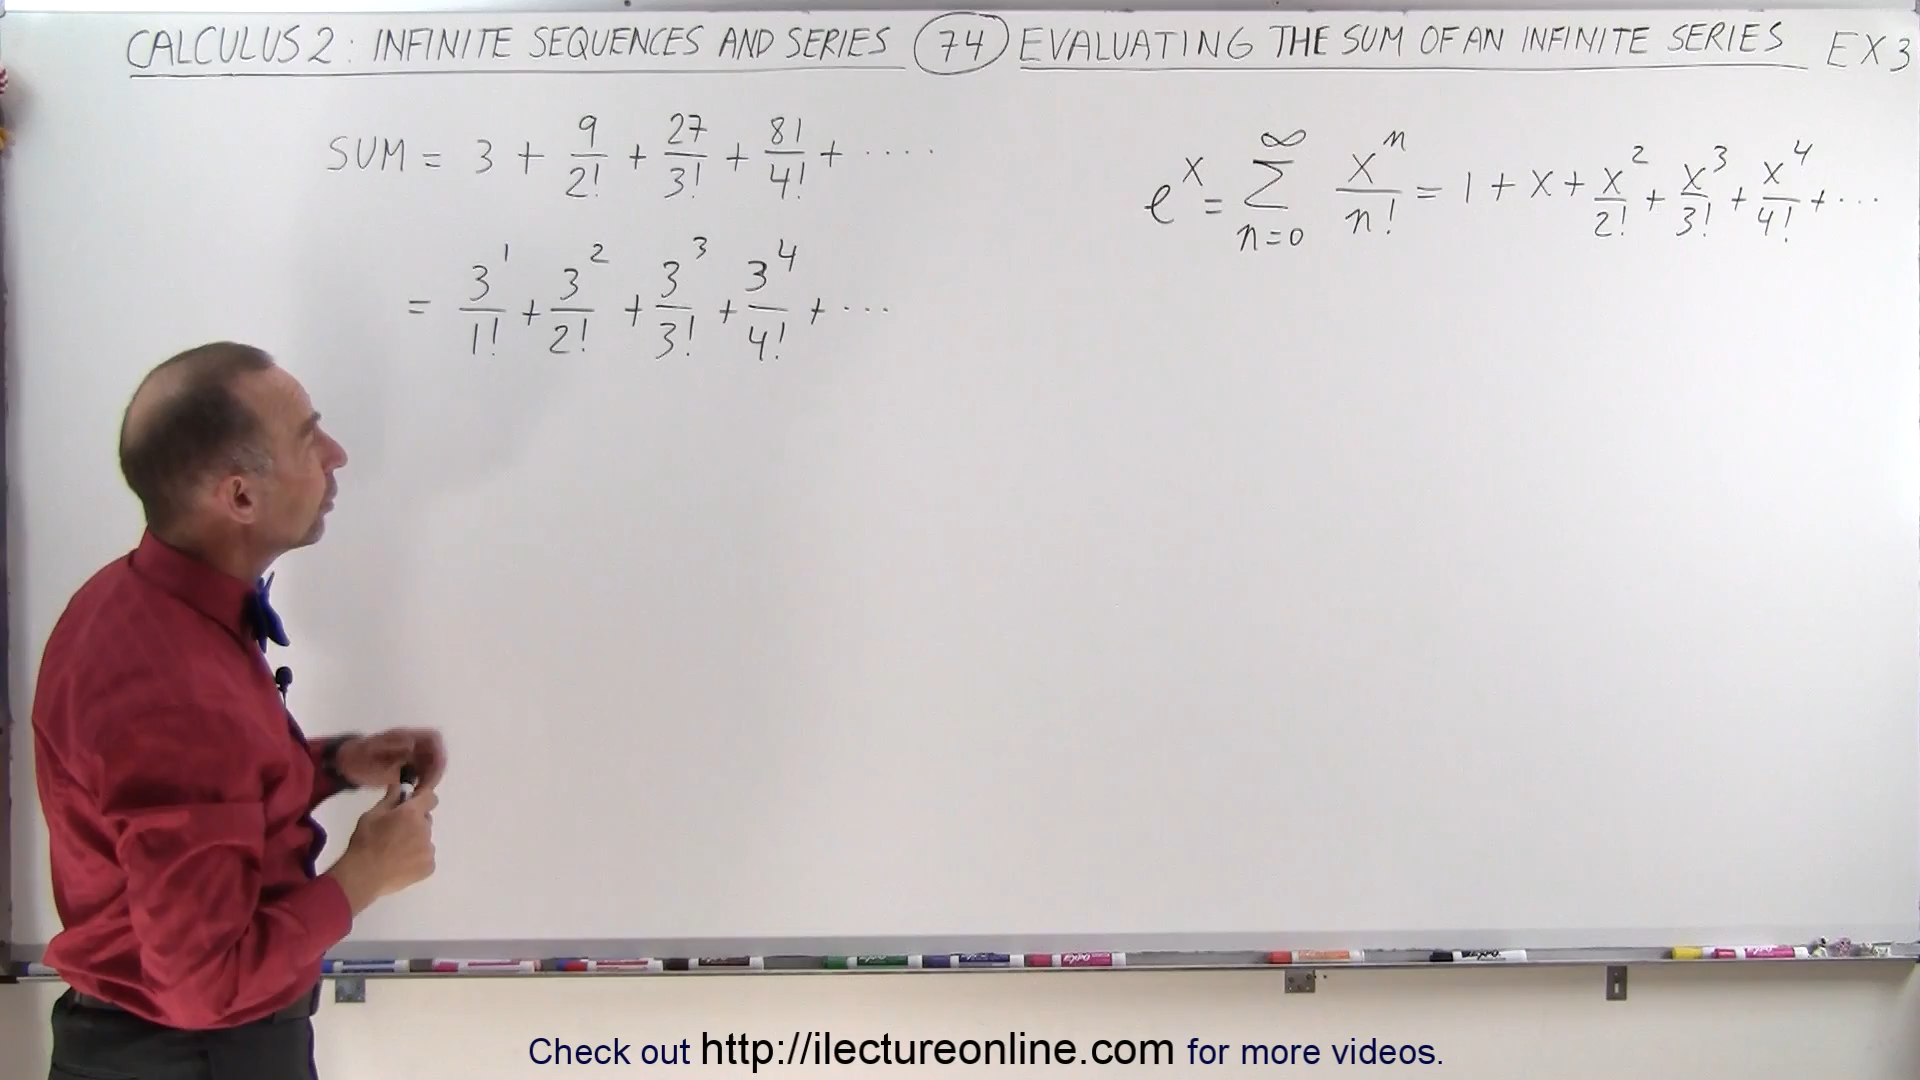 CALCULUS 2: INFINITE SEQUENCES AND SERIES 74 EVALUATING THE SUM OF AN INFINITE SERIES EX 3
SUM = 3 + 9/2! + 27/3! + 81/4! + ....
= 3^1/1! + 3^2/2! + 3^3/3! + 3^4/4! + ...
e^x = ∑_{n=0}^{∞} x^n/n! = 1 + x + x^2/2! + x^3/3! + x^4/4! + ...
Check out http://ilectureonline.com for more videos.